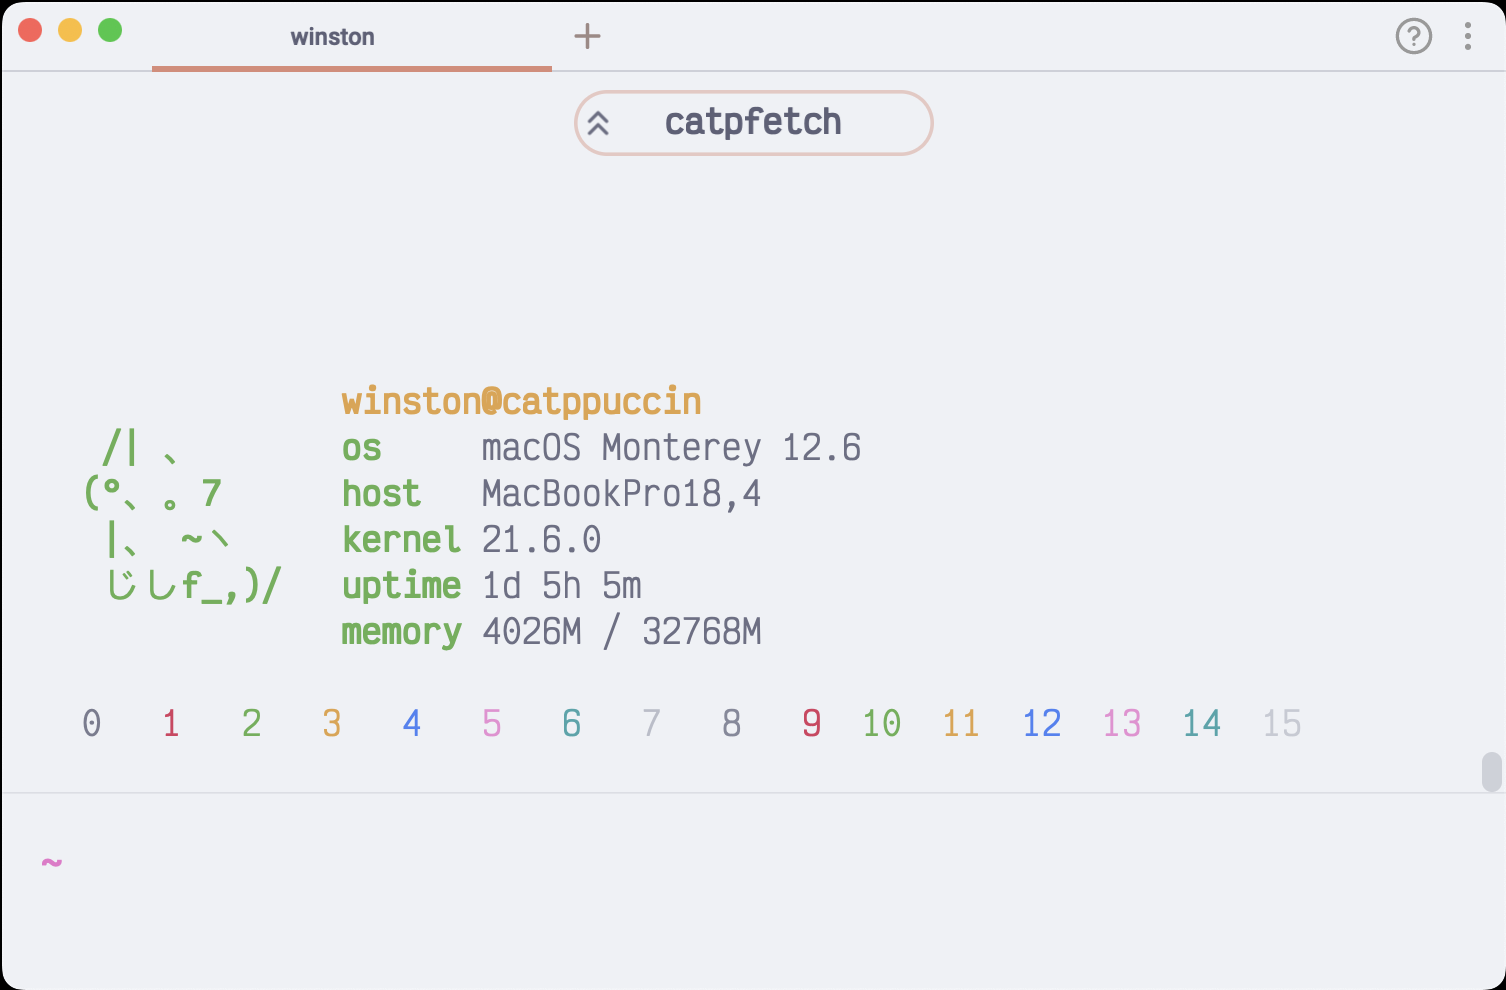 winston
catpfetch
winston@catppuccin
/| 、 os macOS Monterey 12.6
(°、 。7 host MacBookPro18,4
|、 ~ヽ kernel 21.6.0
じしf_,)/ uptime 1d 5h 5m
memory 4026M / 32768M
0 1 2 3 4 5 6 7 8 9 10 11 12 13 14 15
~